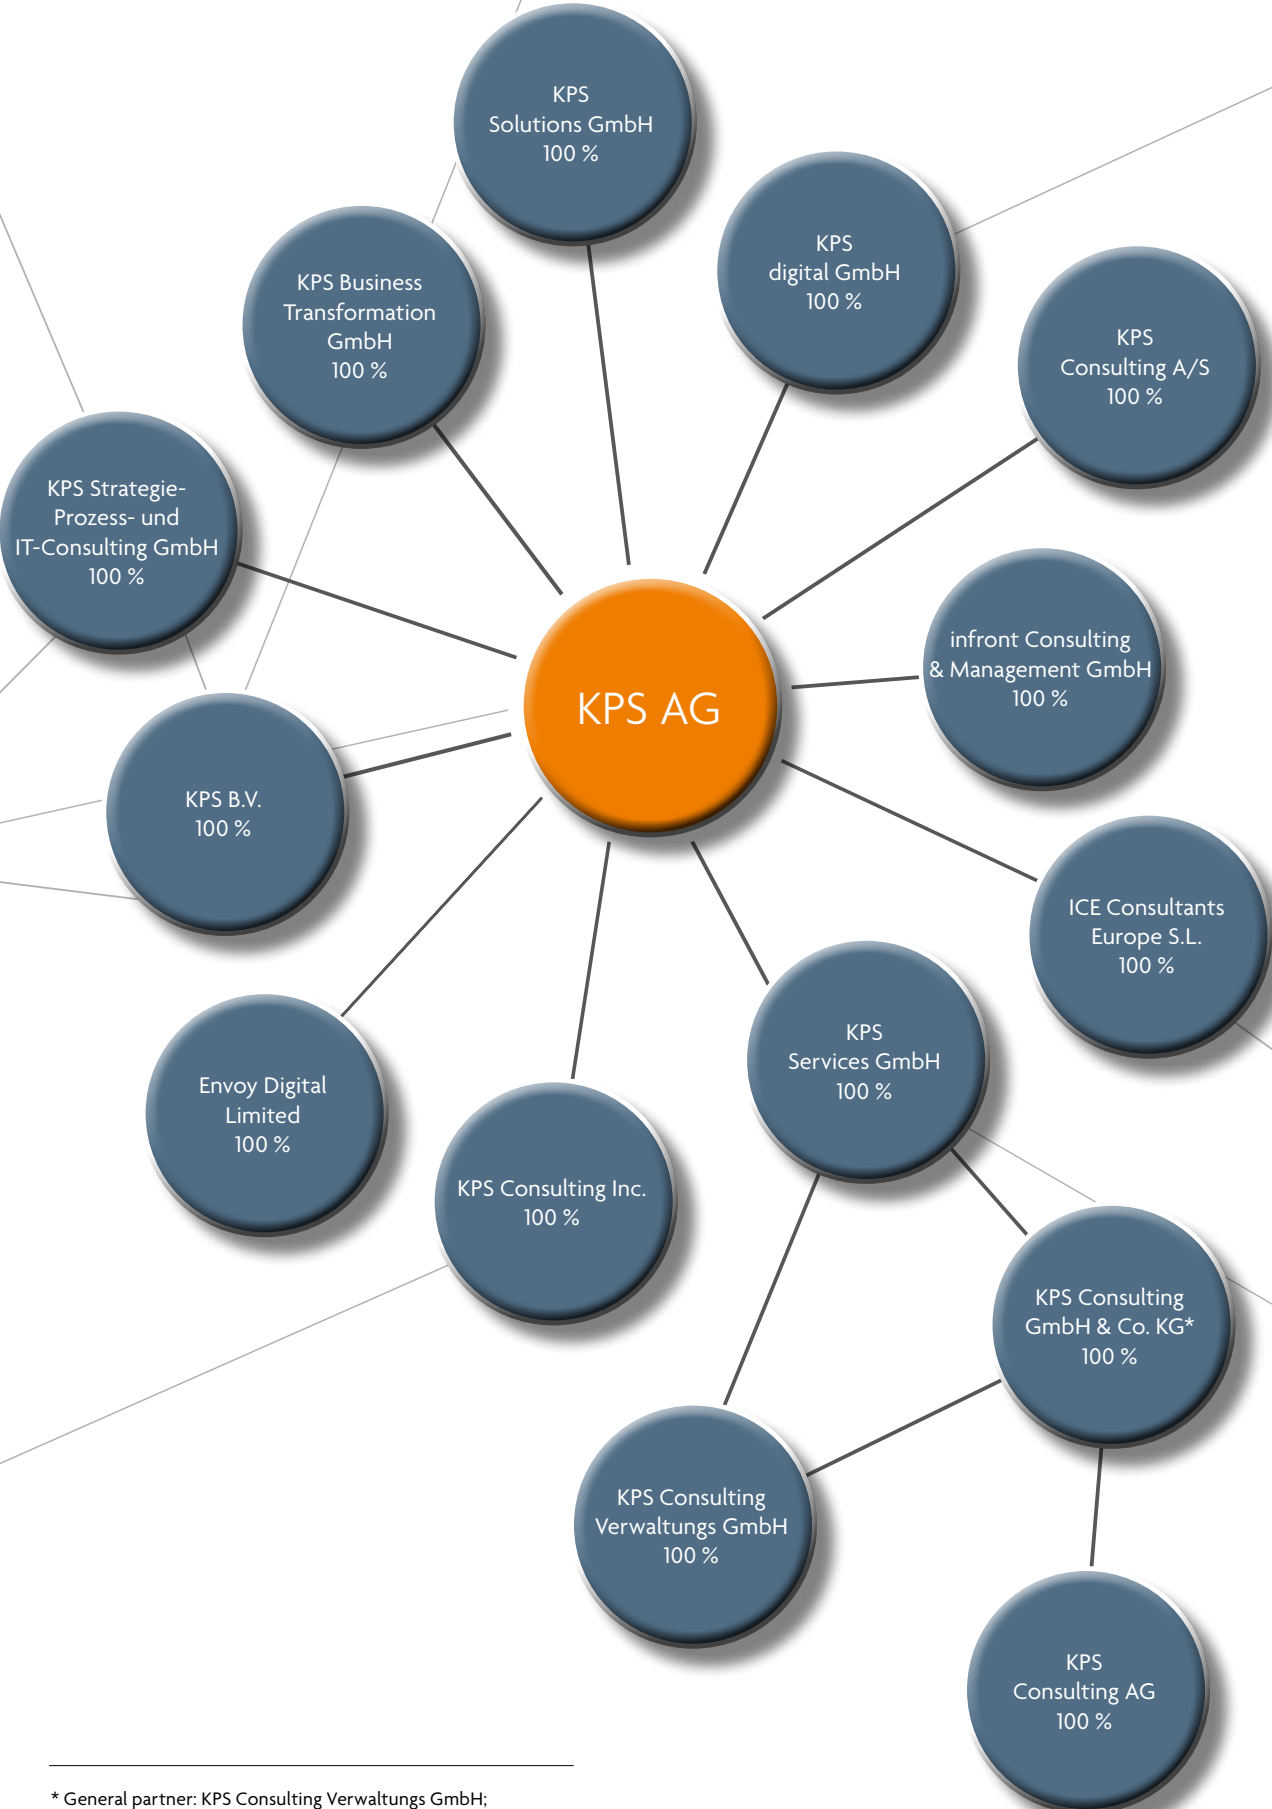 KPS
Solutions GmbH
100 %
KPS
digital GmbH
100 %
KPS Business
Transformation
GmbH
100 %
KPS
Consulting A/S
100 %
KPS Strategie-
Prozess- und
IT-Consulting GmbH
100 %
infront Consulting
& Management GmbH
100 %
KPS AG
KPS B.V.
100 %
ICE Consultants
Europe S.L.
100 %
KPS
Services GmbH
100 %
Envoy Digital
Limited
100 %
KPS Consulting Inc.
100 %
KPS Consulting
GmbH & Co. KG*
100 %
KPS Consulting
Verwaltungs GmbH
100 %
KPS
Consulting AG
100 %
* General partner: KPS Consulting Verwaltungs GmbH;